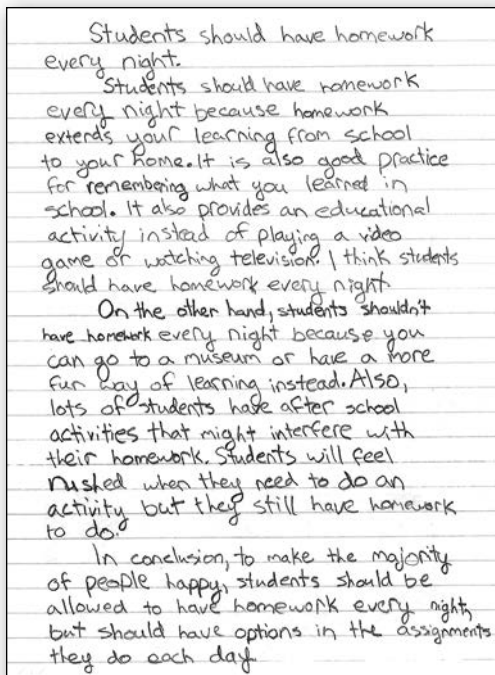 Students should have homework
every night.
Students should have homework
every night because homework
extends your learning from school
to your home. It is also good practice
for remembering what you learned in
school. It also provides an educational
activity instead of playing a video
game or watching television. I think students
should have homework every night
On the other hand, students shouldn't
have homework every night because you
can go to a museum or have a more
fun way of learning instead. Also,
lots of students have after school
activities that might interfere with
their homework. Students will feel
rushed when they need to do an
activity but they still have homework
to do.
In conclusion, to make the majority
of people happy, students should be
allowed to have homework every night,
but should have options in the assignments
they do each day